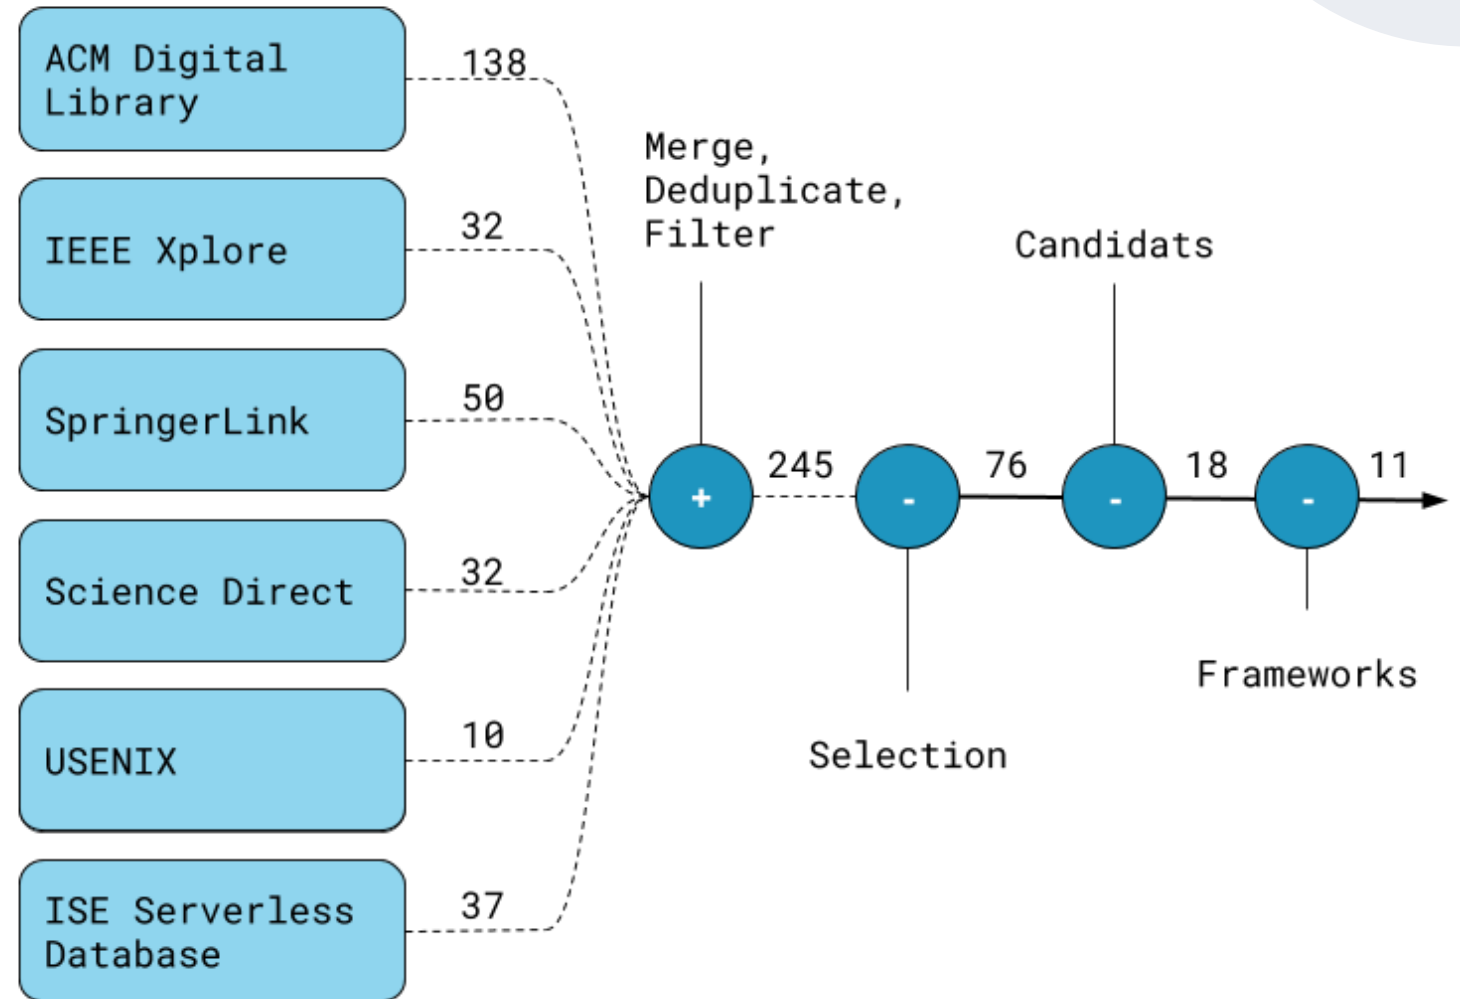 ACM Digital
Library
138
IEEE Xplore
32
SpringerLink
50
Science Direct
32
USENIX
10
ISE Serverless
Database
37
Merge,
Deduplicate,
Filter
+
245
-
Selection
76
Candidats
-
18
-
Frameworks
11